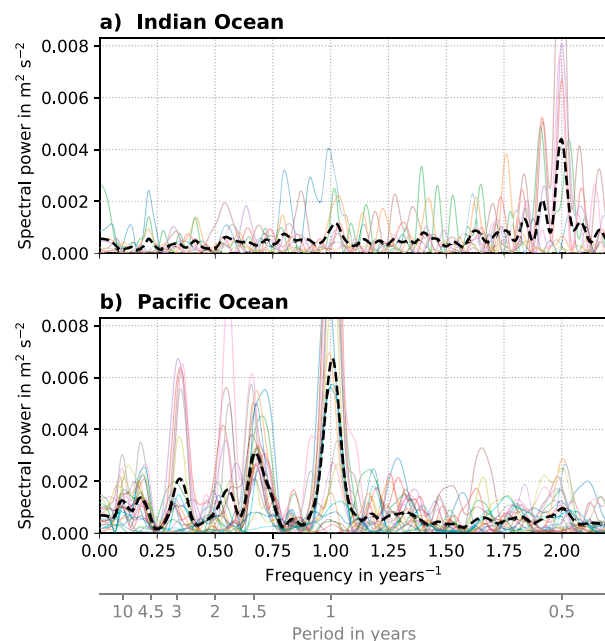 a) Indian Ocean
0.008
0.006
0.004
0.002
0.000
Spectral power in m² s⁻²
b) Pacific Ocean
0.008
0.006
0.004
0.002
0.000
Spectral power in m² s⁻²
0.00 0.25 0.50 0.75 1.00 1.25 1.50 1.75 2.00
Frequency in years⁻¹
10 4.5 3 2 1.5 1 0.5
Period in years